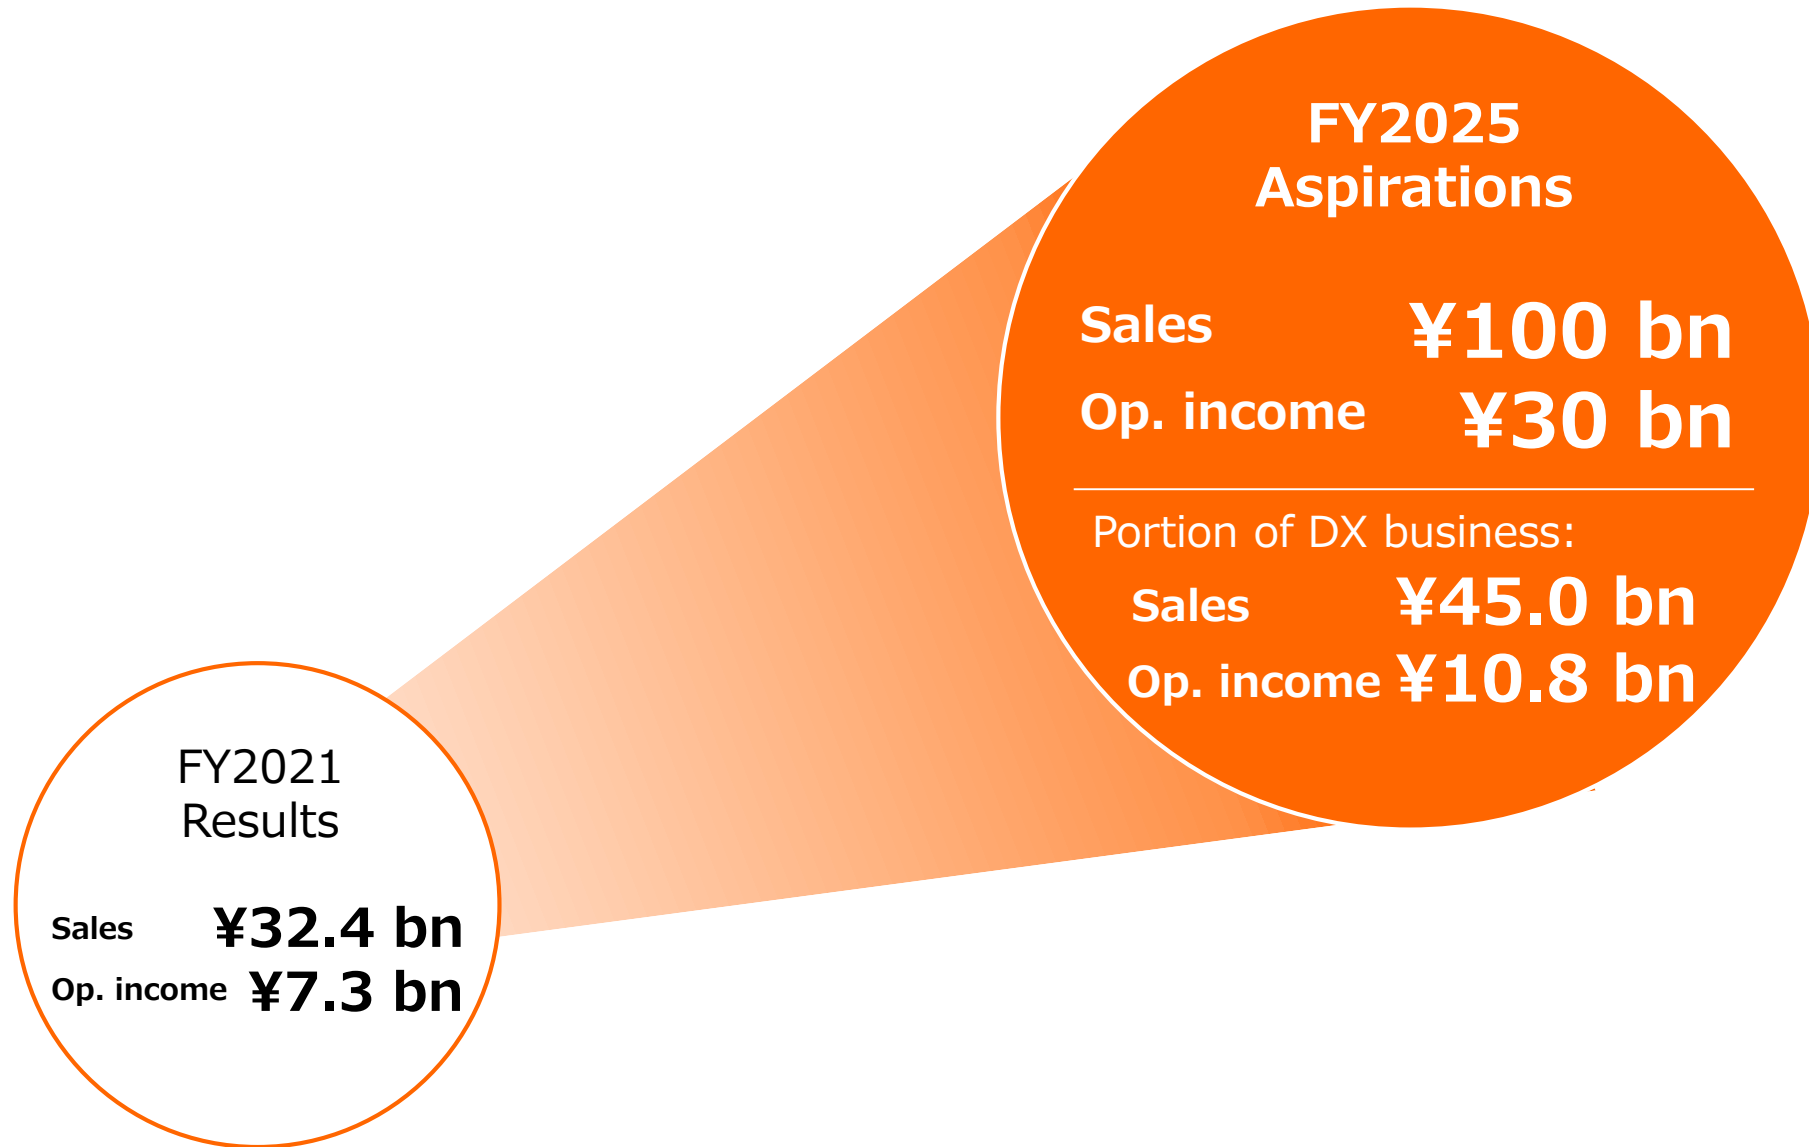 FY2025
Aspirations
Sales ¥100 bn
Op. income ¥30 bn
Portion of DX business:
Sales ¥45.0 bn
Op. income ¥10.8 bn
FY2021
Results
Sales ¥32.4 bn
Op. income ¥7.3 bn